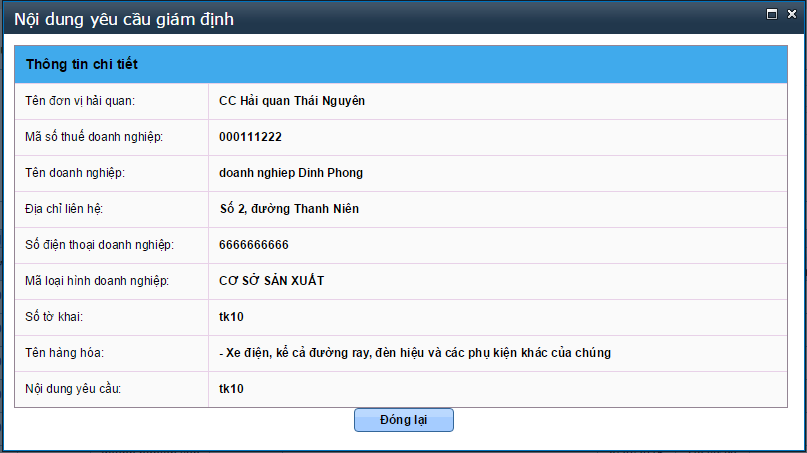 Nội dung yêu cầu giám định
Thông tin chi tiết
Tên đơn vị hải quan: CC Hải quan Thái Nguyên
Mã số thuế doanh nghiệp: 000111222
Tên doanh nghiệp: doanh nghiep Dinh Phong
Địa chỉ liên hệ: Số 2, đường Thanh Niên
Số điện thoại doanh nghiệp: 6666666666
Mã loại hình doanh nghiệp: CƠ SỞ SẢN XUẤT
Số tờ khai: tk10
Tên hàng hóa: - Xe điện, kể cả đường ray, đèn hiệu và các phụ kiện khác của chúng
Nội dung yêu cầu: tk10
Đóng lại